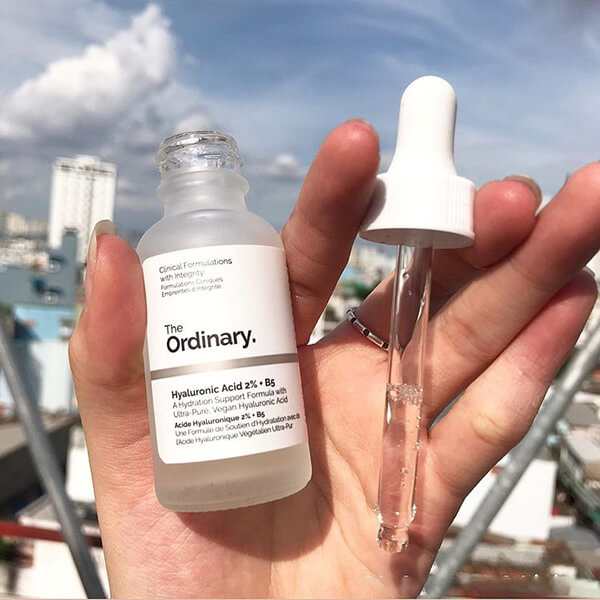 Clinical Formulations
with Integrity.
Formulations Cliniques
Empreintes d'Intégrité.
The
Ordinary.
Hyaluronic Acid 2% + B5
A Hydration Support Formula with
Ultra-Pure, Vegan Hyaluronic Acid
Acide Hyaluronique 2% + B5
Une Formule de Soutien d'Hydratation avec de
l'Acide Hyaluronique Végétalien Ultra-Pur